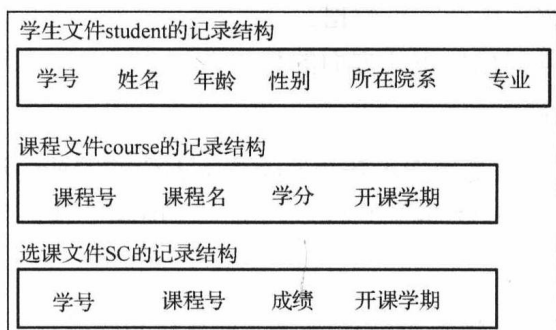 学生文件student的记录结构
学号 姓名 年龄 性别 所在院系 专业
课程文件course的记录结构
课程号 课程名 学分 开课学期
选课文件SC的记录结构
学号 课程号 成绩 开课学期